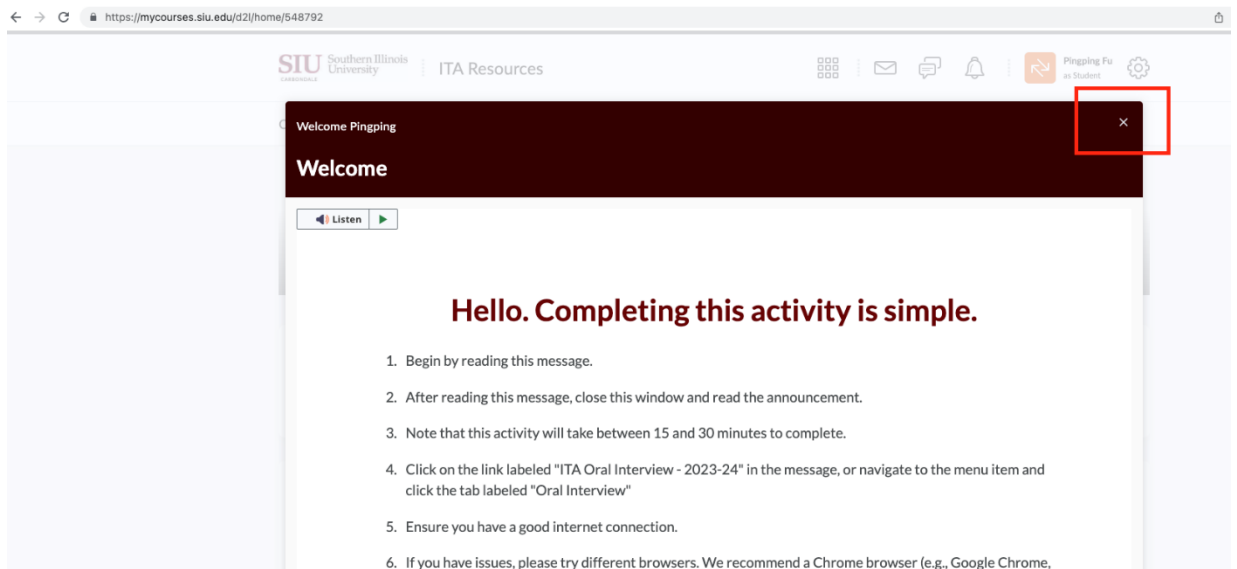 https://mycourses.siu.edu/d2l/home/548792
SIU Southern Illinois
University
CARBONDALE
ITA Resources
Pingping Fu
as Student
Welcome Pingping
Welcome
Listen
Hello. Completing this activity is simple.
1. Begin by reading this message.
2. After reading this message, close this window and read the announcement.
3. Note that this activity will take between 15 and 30 minutes to complete.
4. Click on the link labeled "ITA Oral Interview - 2023-24" in the message, or navigate to the menu item and
click the tab labeled "Oral Interview"
5. Ensure you have a good internet connection.
6. If you have issues, please try different browsers. We recommend a Chrome browser (e.g., Google Chrome,